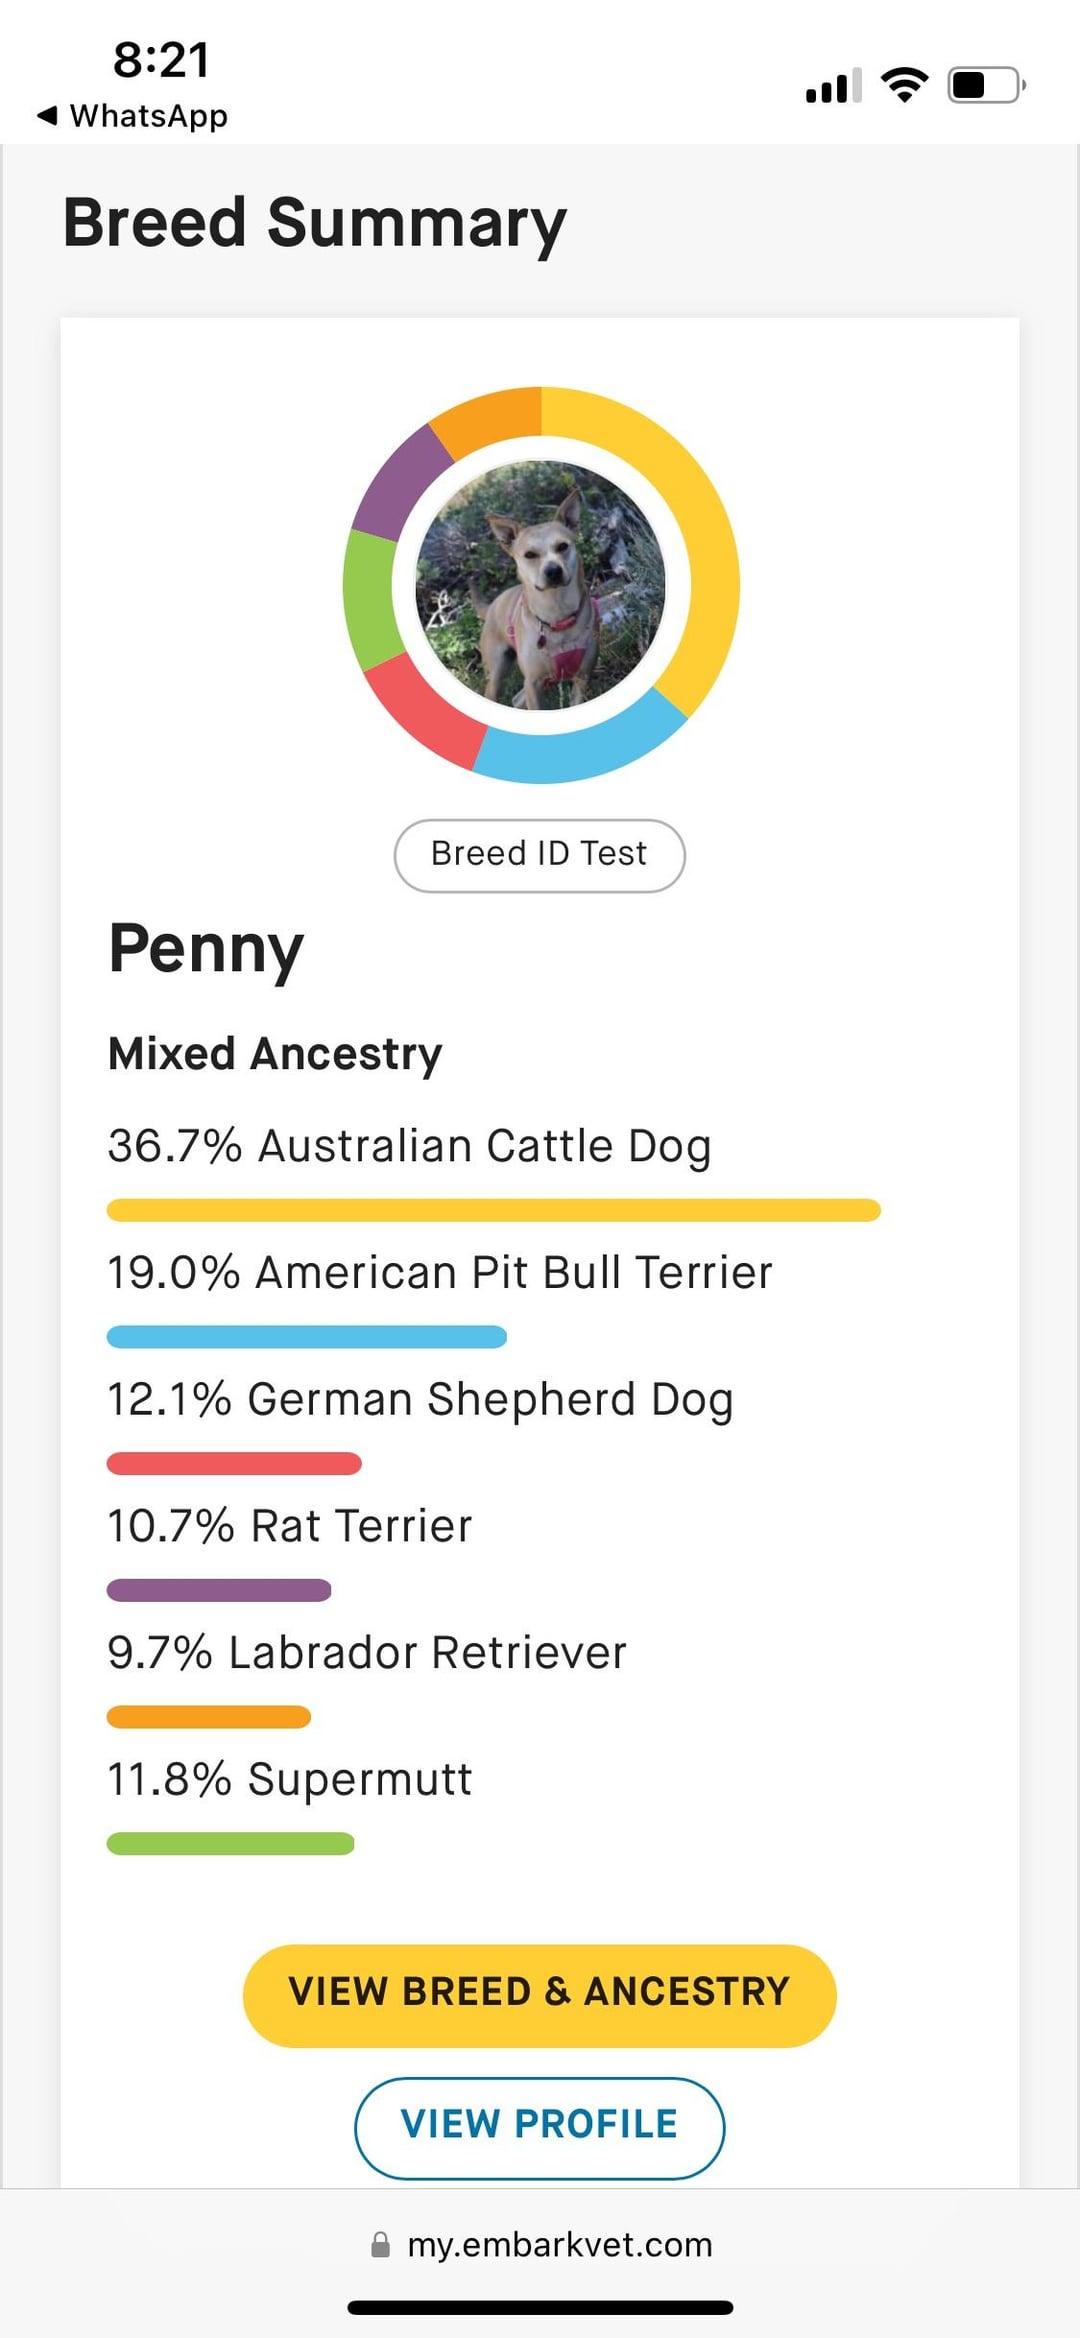 8:21
◀ WhatsApp
Breed Summary
Breed ID Test
Penny
Mixed Ancestry
36.7% Australian Cattle Dog
19.0% American Pit Bull Terrier
12.1% German Shepherd Dog
10.7% Rat Terrier
9.7% Labrador Retriever
11.8% Supermutt
VIEW BREED & ANCESTRY
VIEW PROFILE
my.embarkvet.com